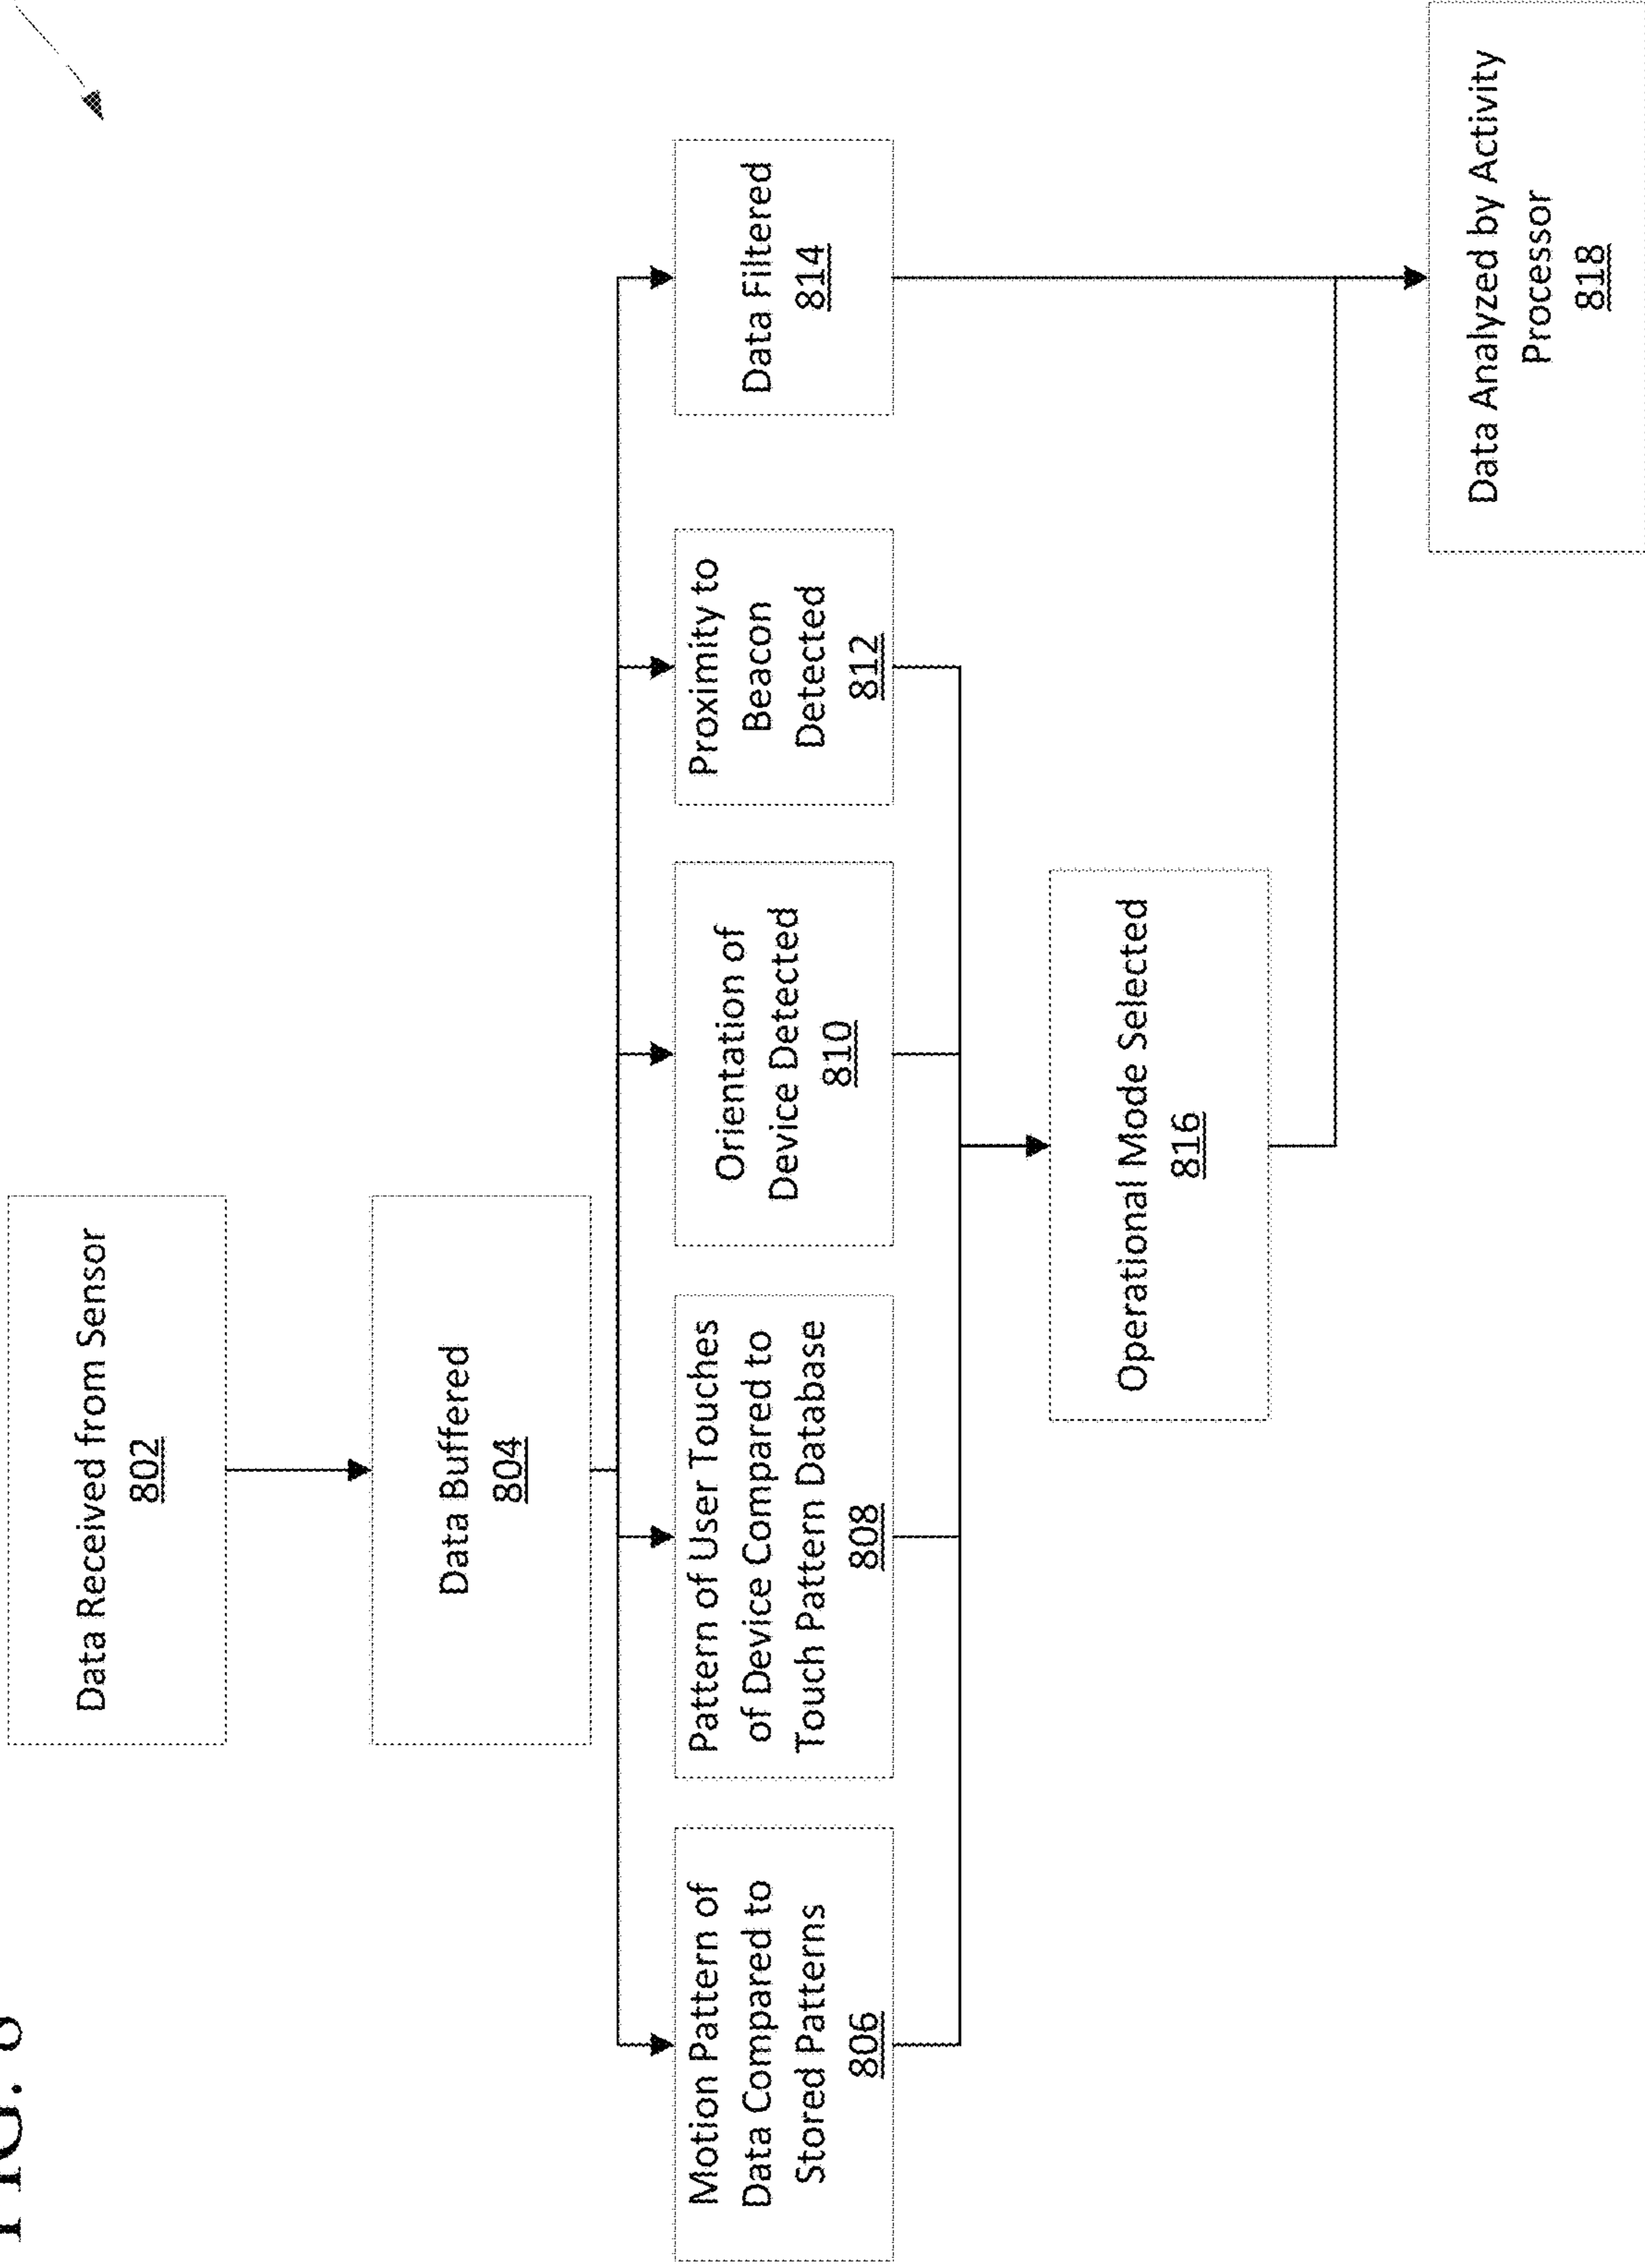 FIG. 8
Data Received from Sensor
802
Data Buffered
804
Motion Pattern of
Data Compared to
Stored Patterns
806
Pattern of User Touches
of Device Compared to
Touch Pattern Database
808
Orientation of
Device Detected
810
Proximity to
Beacon
Detected
812
Data Filtered
814
Operational Mode Selected
816
Data Analyzed by Activity
Processor
818